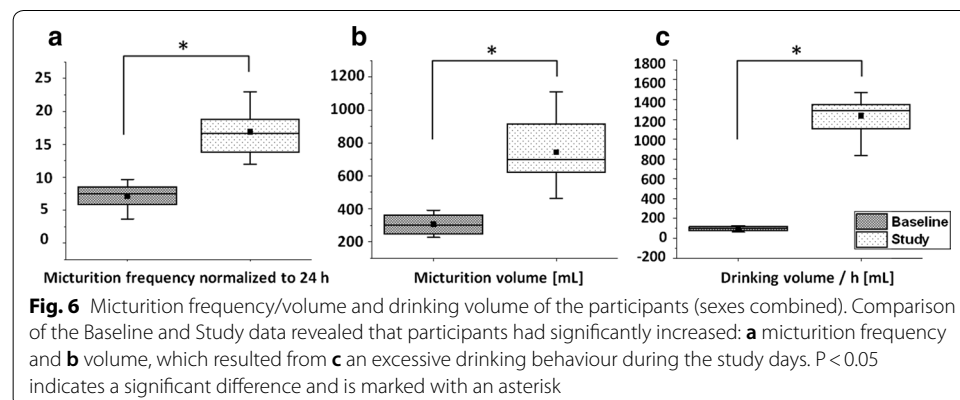 a
*
25
20
15
10
5
0
Micturition frequency normalized to 24 h
b
*
1200
1000
800
600
400
200
Micturition volume [mL]
c
*
1800
1600
1400
1200
1000
800
600
400
200
0
-200
Baseline
Study
Drinking volume / h [mL]
Fig. 6 Micturition frequency/volume and drinking volume of the participants (sexes combined). Comparison
of the Baseline and Study data revealed that participants had significantly increased: a micturition frequency
and b volume, which resulted from c an excessive drinking behaviour during the study days. P < 0.05
indicates a significant difference and is marked with an asterisk